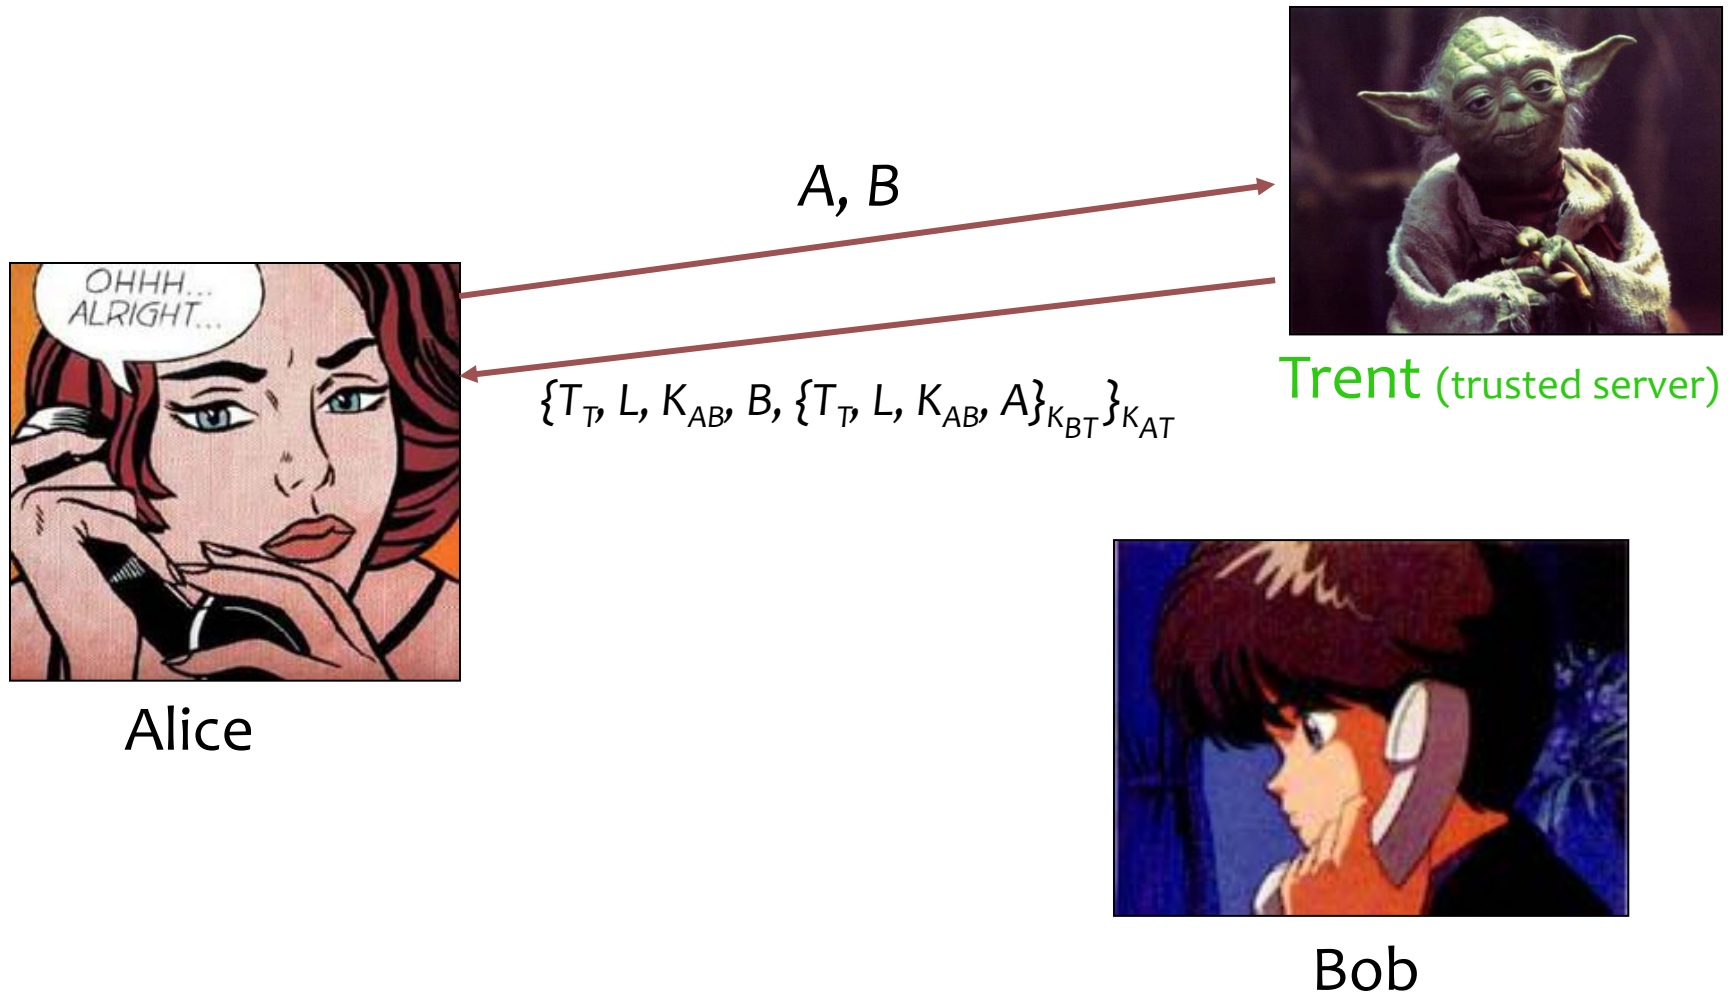 A, B
OHHH...
ALRIGHT...
Trent (trusted server)
{T_T, L, K_AB, B, {T_T, L, K_AB, A}_K_BT}_K_AT
Alice
Bob